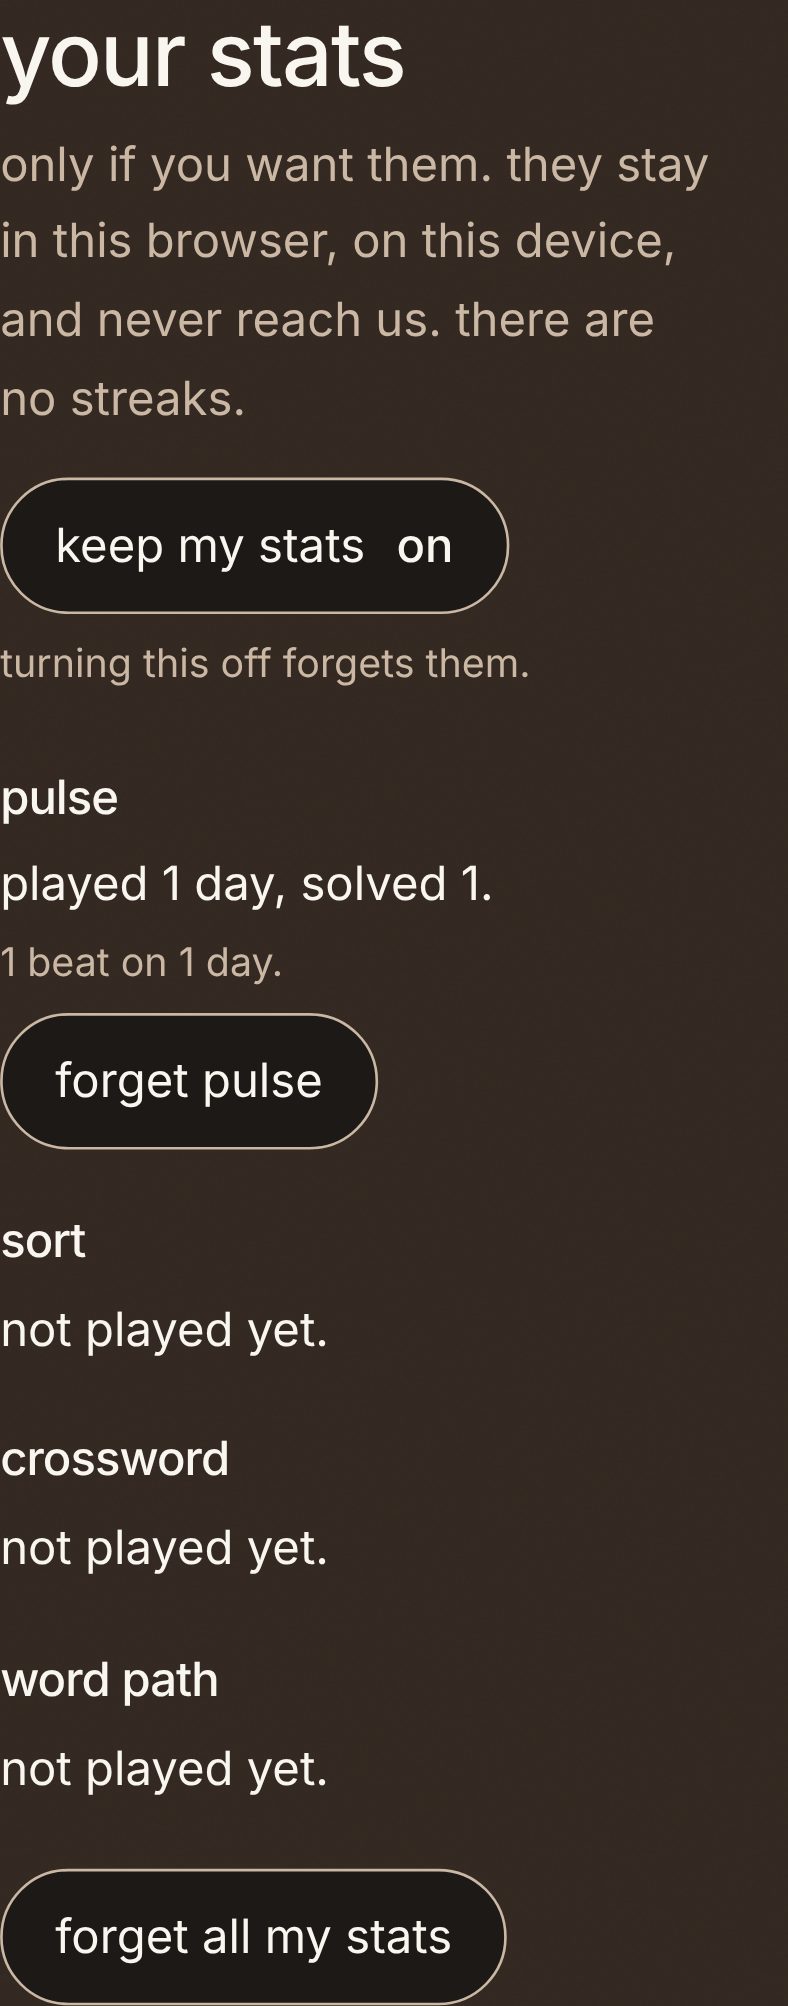 your stats
only if you want them. they stay
in this browser, on this device,
and never reach us. there are
no streaks.
keep my stats on
turning this off forgets them.
pulse
played 1 day, solved 1.
1 beat on 1 day.
forget pulse
sort
not played yet.
crossword
not played yet.
word path
not played yet.
forget all my stats